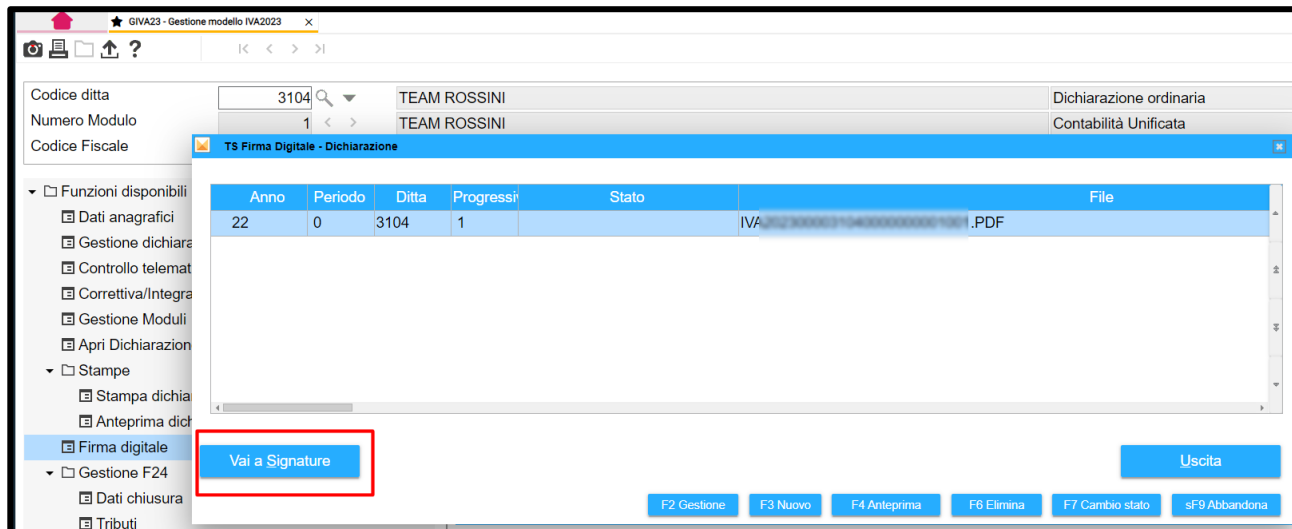 GIVA23 - Gestione modello IVA2023 X
?
Codice ditta 3104 TEAM ROSSINI Dichiarazione ordinaria
Numero Modulo 1 TEAM ROSSINI Contabilità Unificata
Codice Fiscale
TS Firma Digitale - Dichiarazione
Funzioni disponibili
Anno Periodo Ditta Progressiv Stato File
Dati anagrafici
22 0 3104 1 IVA .PDF
Gestione dichiara
Controllo telemat
Correttiva/Integra
Gestione Moduli
Apri Dichiarazion
Stampe
Stampa dichia
Anteprima dich
Firma digitale
Vai a Signature Uscita
Gestione F24
Dati chiusura
F2 Gestione F3 Nuovo F4 Anteprima F6 Elimina F7 Cambio stato sF9 Abbandona
Tributi